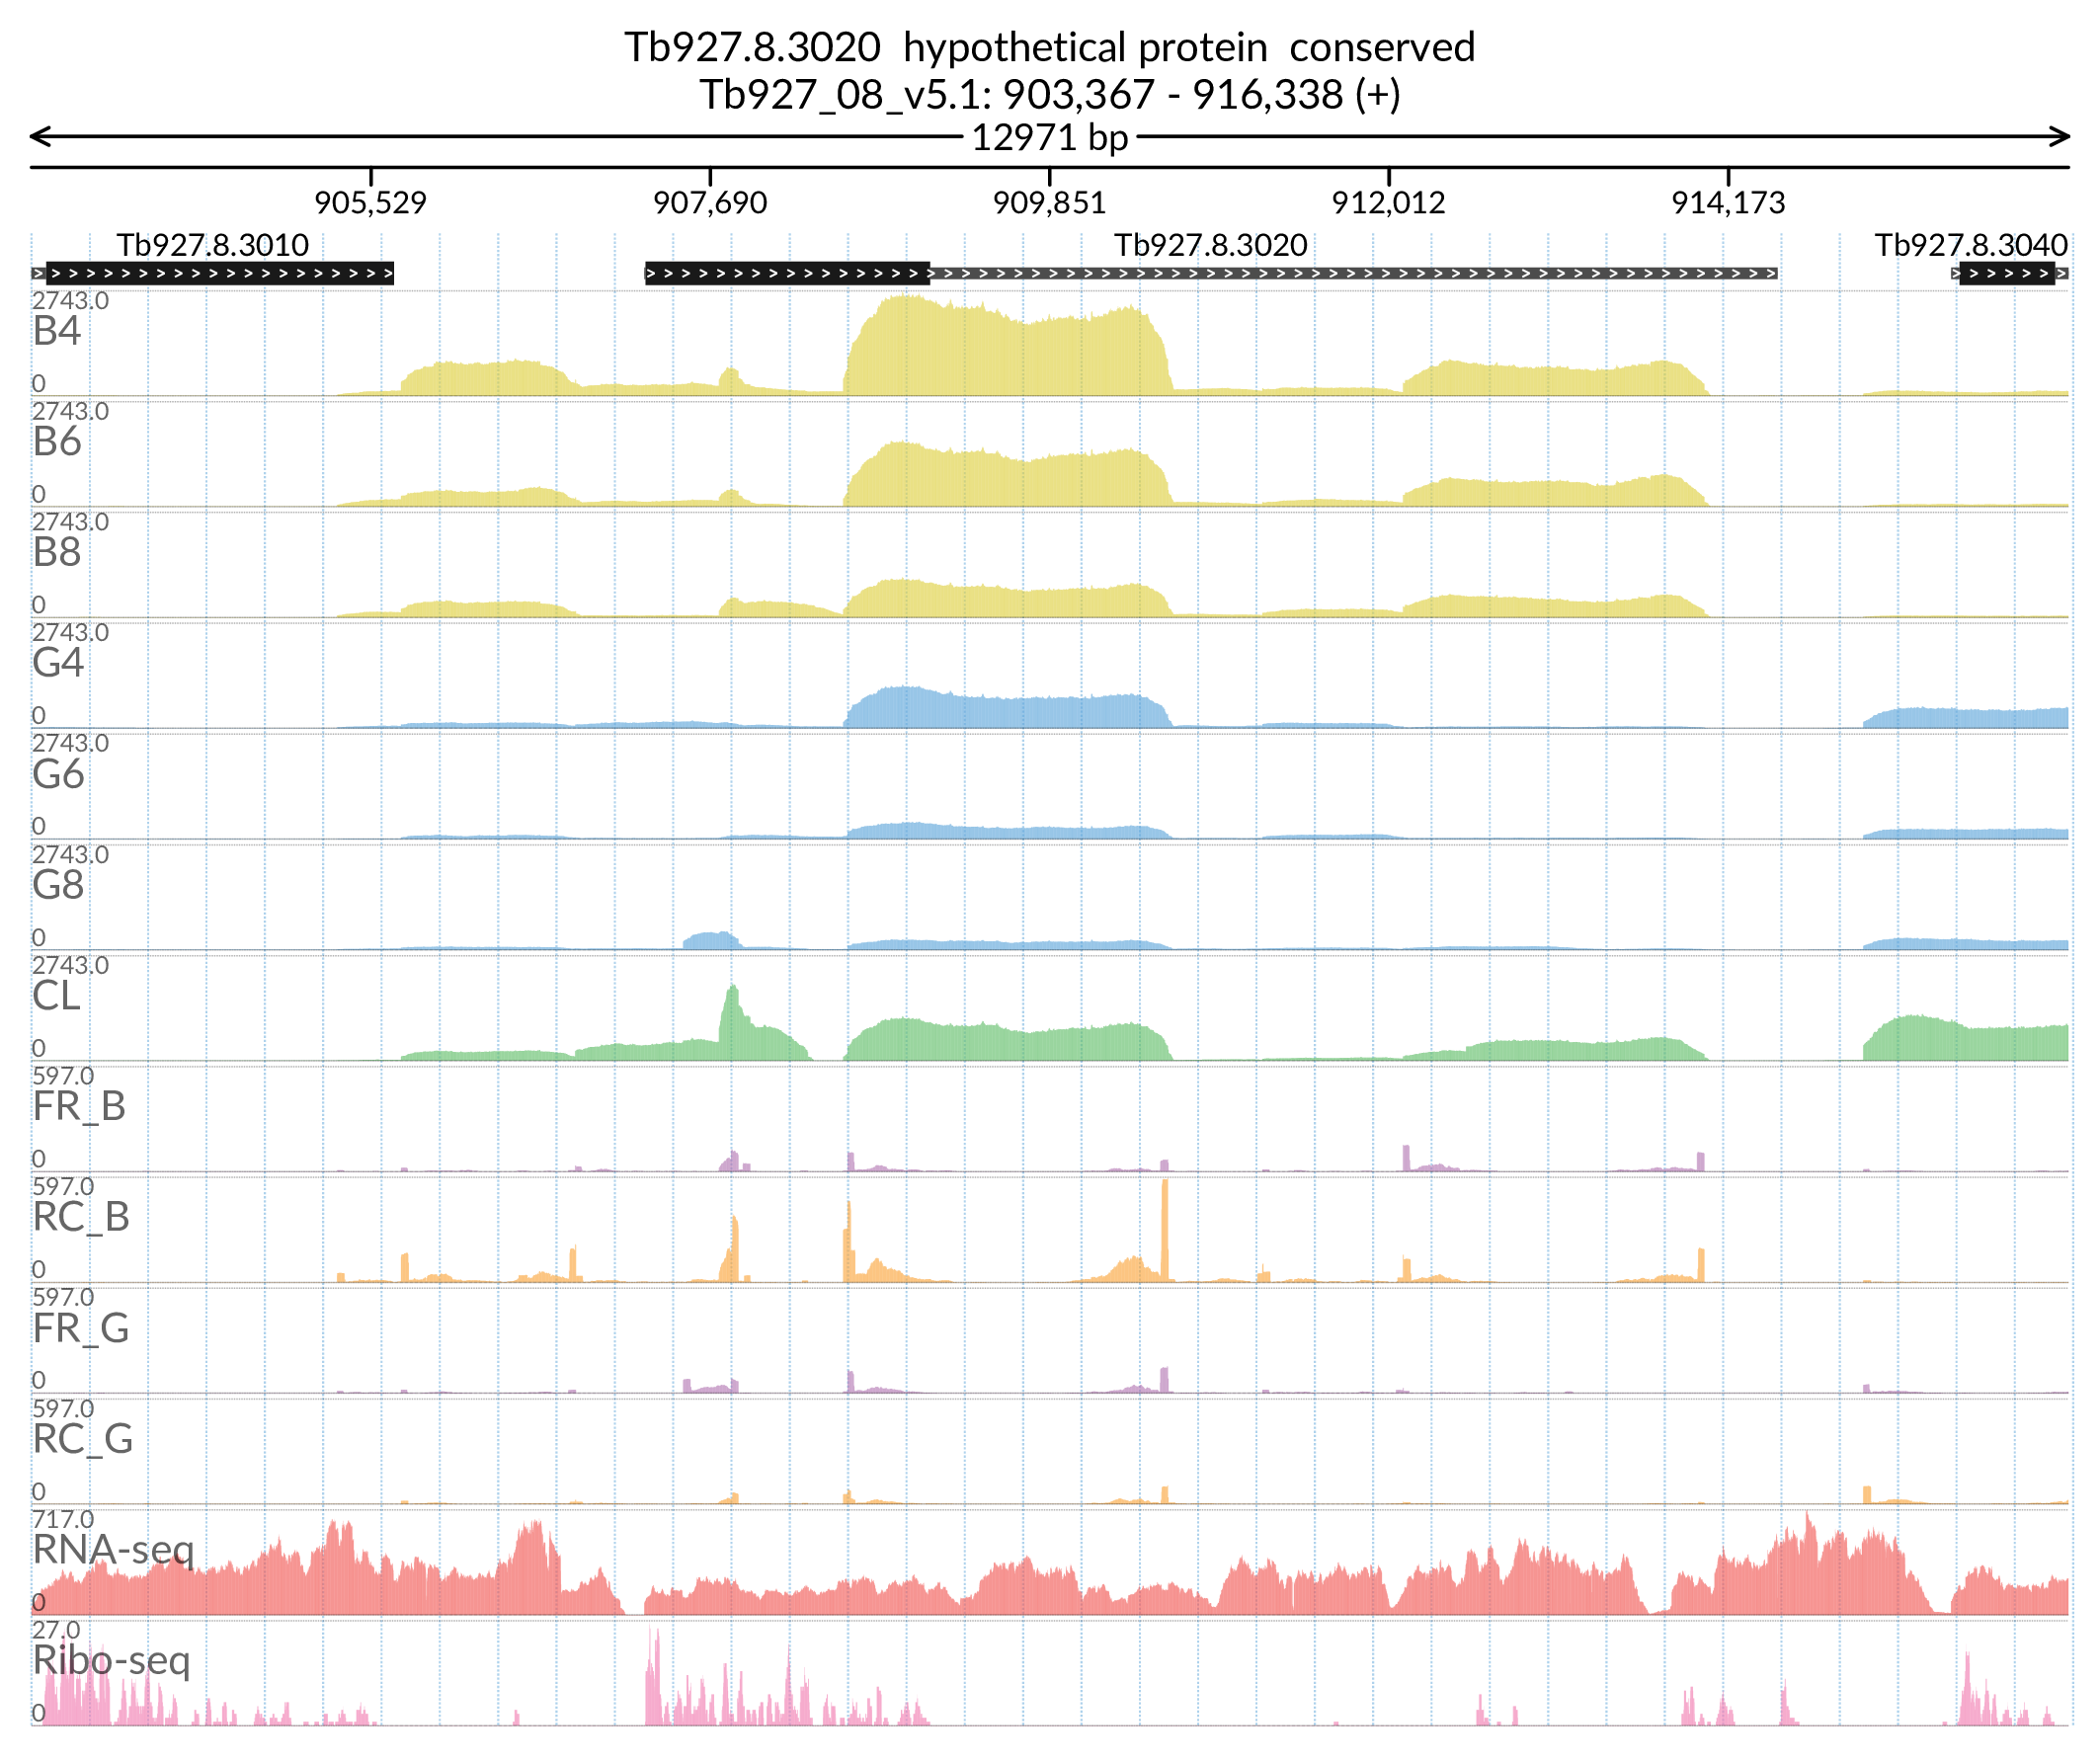 Tb927.8.3020  hypothetical protein  conserved
Tb927_08_v5.1: 903,367 - 916,338 (+)
12971 bp
905,529 907,690 909,851 912,012 914,173
Tb927.8.3010 Tb927.8.3020 Tb927.8.3040
2743.0
B4
0
2743.0
B6
0
2743.0
B8
0
2743.0
G4
0
2743.0
G6
0
2743.0
G8
0
2743.0
CL
0
597.0
FR_B
0
597.0
RC_B
0
597.0
FR_G
0
597.0
RC_G
0
717.0
RNA-seq
0
27.0
Ribo-seq
0